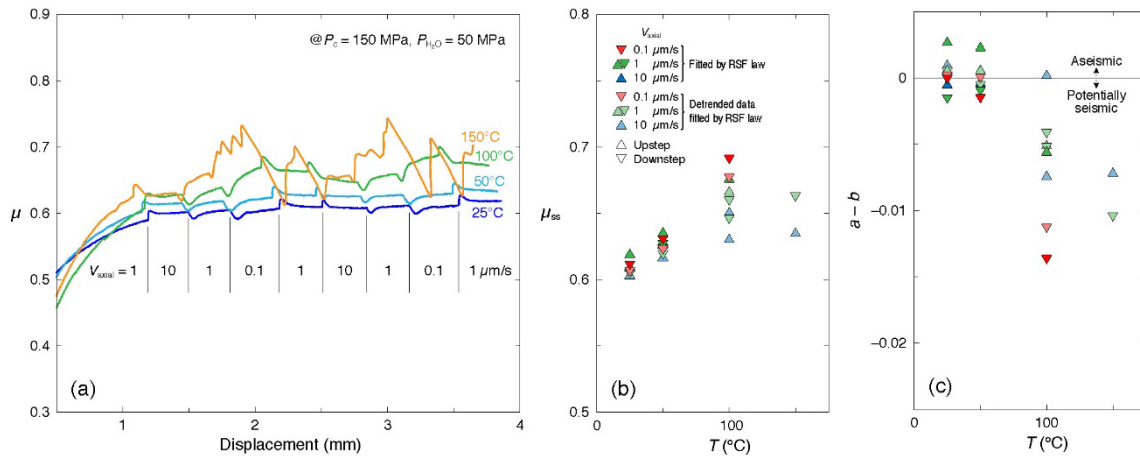 @Pc = 150 MPa, PH₂O = 50 MPa
0.9
0.8
0.7
0.6
0.5
0.4
0.3
μ
150°C
100°C
50°C
25°C
Vaxial = 1 10 1 0.1 1 10 1 0.1 1 μm/s
(a)
1 2 3 4
Displacement (mm)
0.8
0.7
0.6
0.5
μss
Vaxial
0.1 μm/s
1 μm/s
10 μm/s
Fitted by RSF law
0.1 μm/s
1 μm/s
10 μm/s
Detrended data
fitted by RSF law
Upstep
Downstep
(b)
0 100
T (°C)
0
−0.01
−0.02
a − b
Aseismic
Potentially
seismic
(c)
0 100
T (°C)